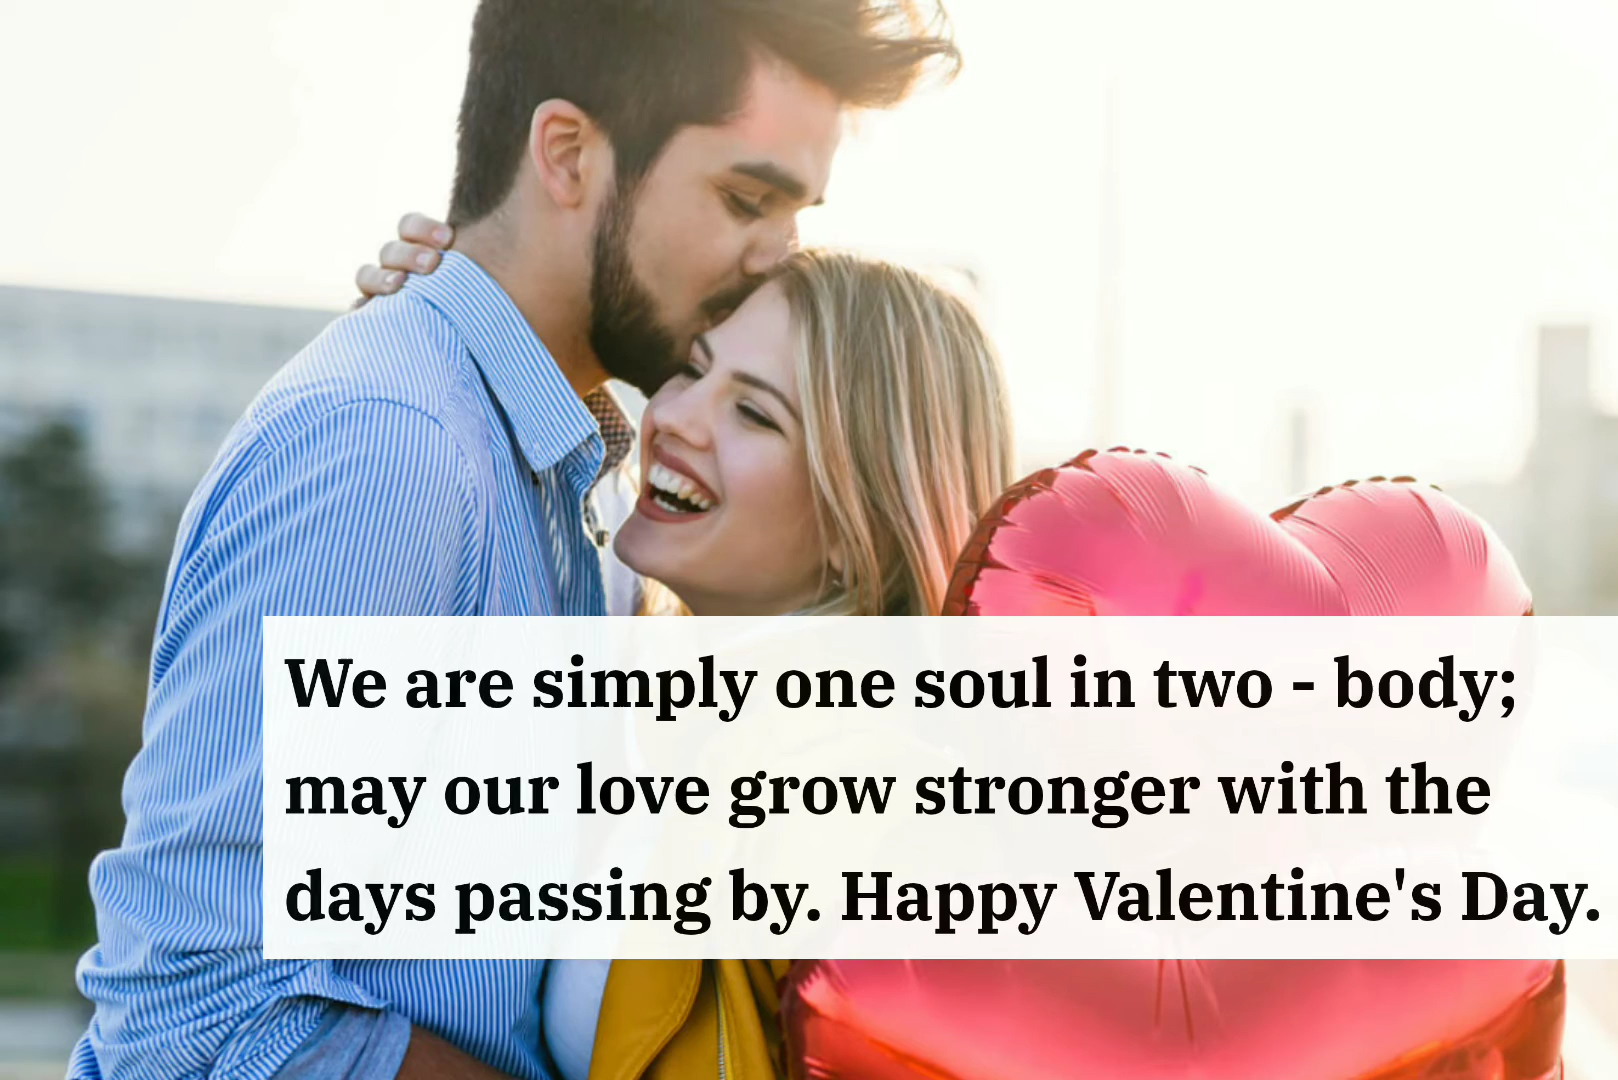 We are simply one soul in two - body;
may our love grow stronger with the
days passing by. Happy Valentine's Day.